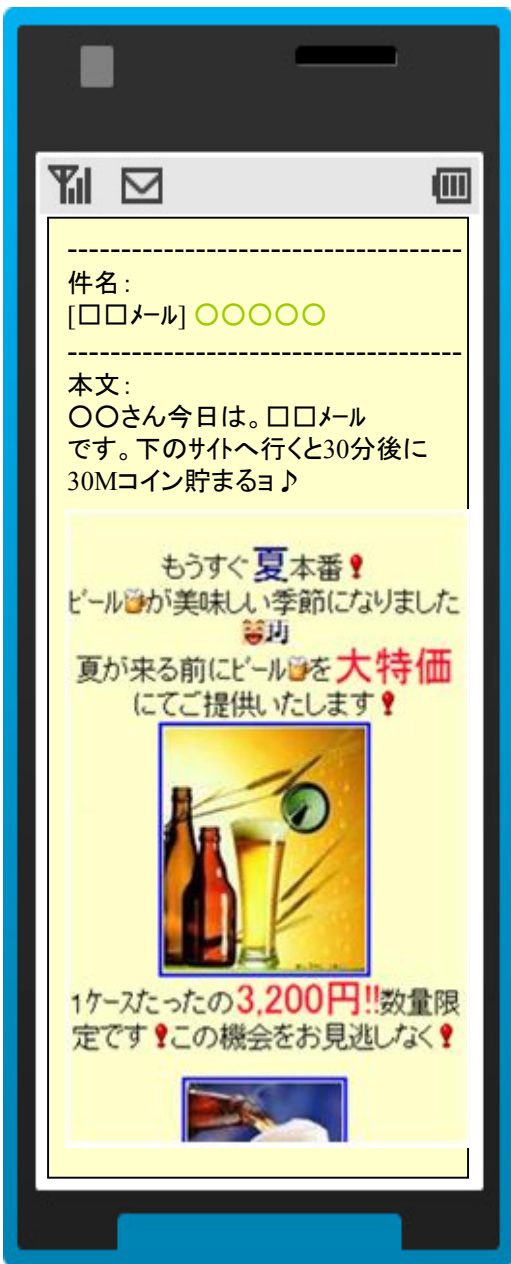 ------------------------------------
件名：
[□□ﾒｰﾙ] ○○○○○
------------------------------------
本文：
○○さん今日は。□□ﾒｰﾙ
です。下のｻｲﾄへ行くと30分後に
30Mコイン貯まるョ♪
もうすぐ夏本番❗
ﾋﾞｰﾙ🍺が美味しい季節になりました
夏が来る前にﾋﾞｰﾙ🍺を大特価
にてご提供いたします❗
1ｹｰｽたったの3,200円!!数量限
定です❗この機会をお見逃しなく❗